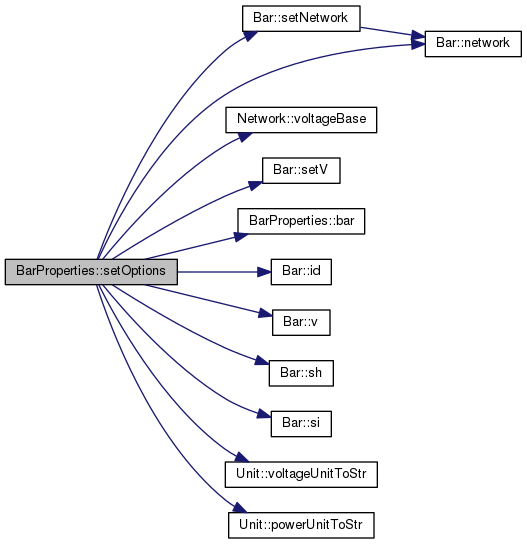 Bar::setNetwork
Bar::network
Network::voltageBase
Bar::setV
BarProperties::bar
BarProperties::setOptions
Bar::id
Bar::v
Bar::sh
Bar::si
Unit::voltageUnitToStr
Unit::powerUnitToStr